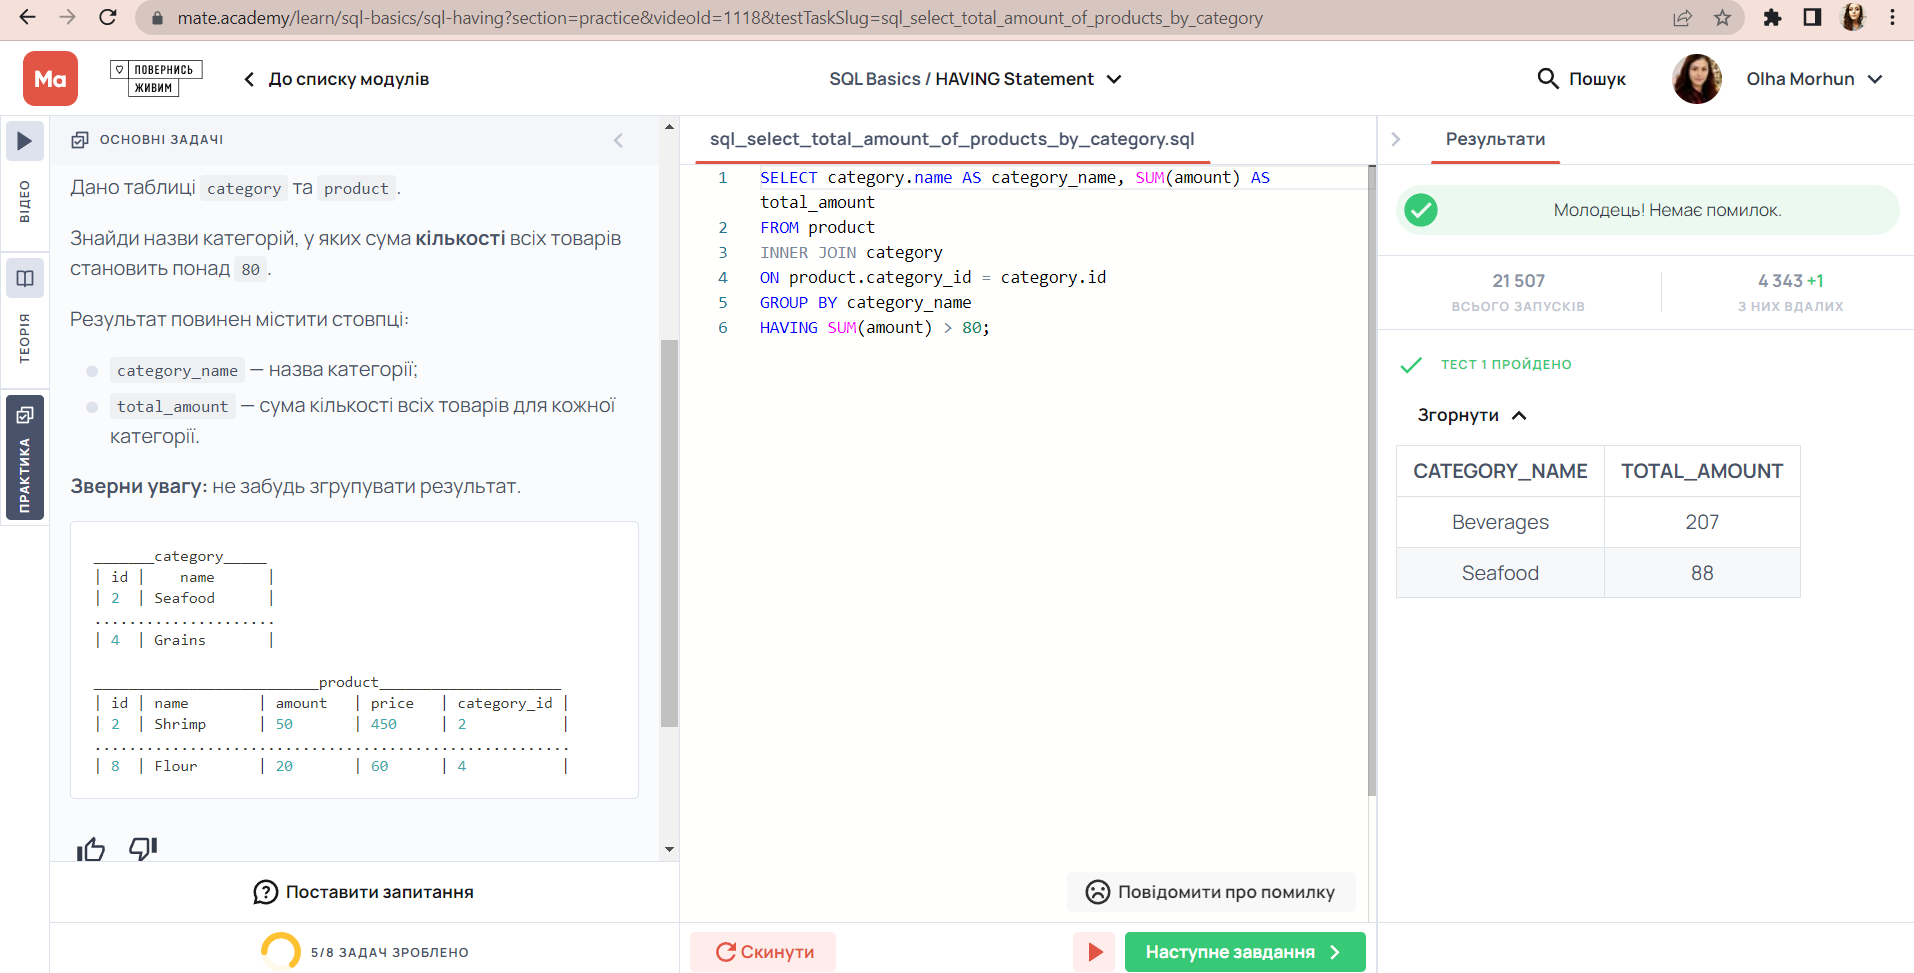 mate.academy/learn/sql-basics/sql-having?section=practice&videoId=1118&testTaskSlug=sql_select_total_amount_of_products_by_category
Ma
ПОВЕРНИСЬ
ЖИВИМ
До списку модулів
SQL Basics / HAVING Statement
Пошук
Olha Morhun
ВІДЕО
ТЕОРІЯ
ПРАКТИКА
ОСНОВНІ ЗАДАЧІ
Дано таблиці category та product.
Знайди назви категорій, у яких сума кількості всіх товарів
становить понад 80.
Результат повинен містити стовпці:
category_name — назва категорії;
total_amount — сума кількості всіх товарів для кожної
категорії.
Зверни увагу: не забудь згрупувати результат.
_______category_____
| id |    name      |
| 2  | Seafood      |
.....................
| 4  | Grains       |
__________________________product_____________________
| id | name        | amount   | price   | category_id |
| 2  | Shrimp      | 50       | 450     | 2           |
.......................................................
| 8  | Flour       | 20       | 60      | 4           |
Поставити запитання
5/8 ЗАДАЧ ЗРОБЛЕНО
sql_select_total_amount_of_products_by_category.sql
1 SELECT category.name AS category_name, SUM(amount) AS
total_amount
2 FROM product
3 INNER JOIN category
4 ON product.category_id = category.id
5 GROUP BY category_name
6 HAVING SUM(amount) > 80;
Повідомити про помилку
Скинути
Наступне завдання
Результати
Молодець! Немає помилок.
21 507 4 343 +1
ВСЬОГО ЗАПУСКІВ З НИХ ВДАЛИХ
ТЕСТ 1 ПРОЙДЕНО
Згорнути
CATEGORY_NAME TOTAL_AMOUNT
Beverages 207
Seafood 88